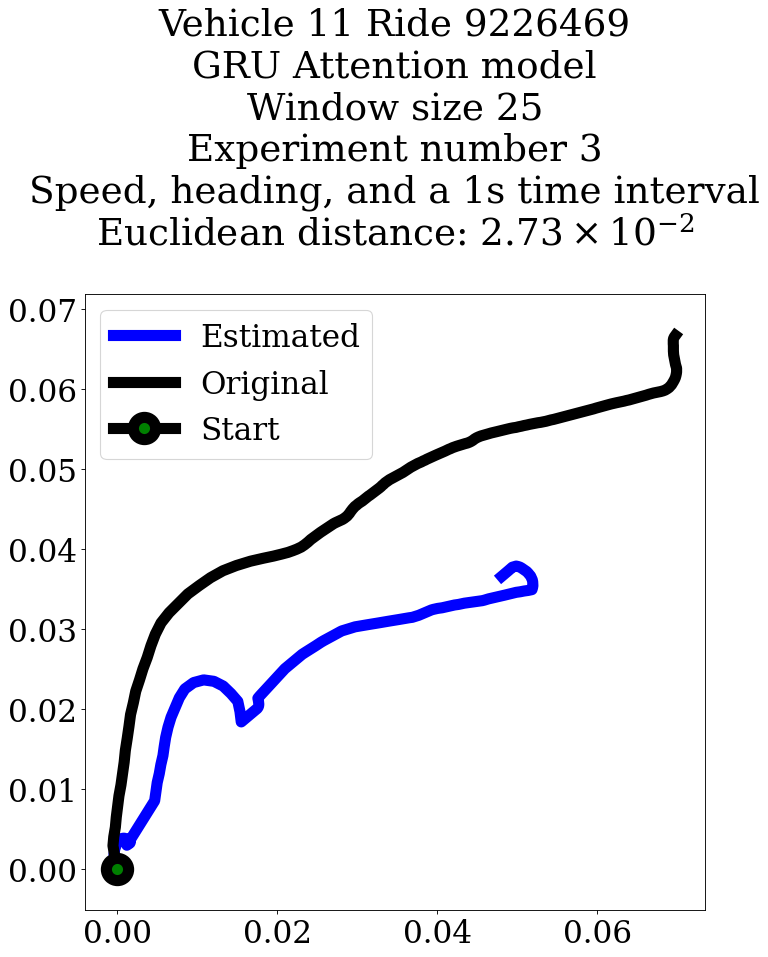 Vehicle 11 Ride 9226469
GRU Attention model
Window size 25
Experiment number 3
Speed, heading, and a 1s time interval
Euclidean distance: 2.73 × 10⁻²
0.07
Estimated
0.06
Original
Start
0.05
0.04
0.03
0.02
0.01
0.00
0.00 0.02 0.04 0.06